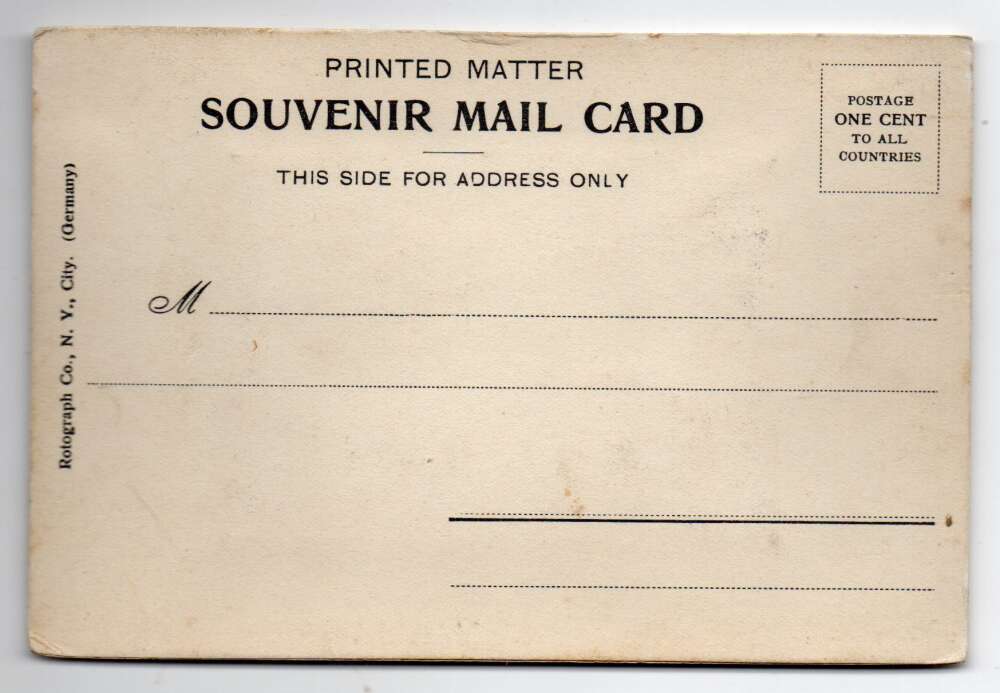 PRINTED MATTER
SOUVENIR MAIL CARD
THIS SIDE FOR ADDRESS ONLY
POSTAGE
ONE CENT
TO ALL
COUNTRIES
M
Rotograph Co., N. Y., City. (Germany)